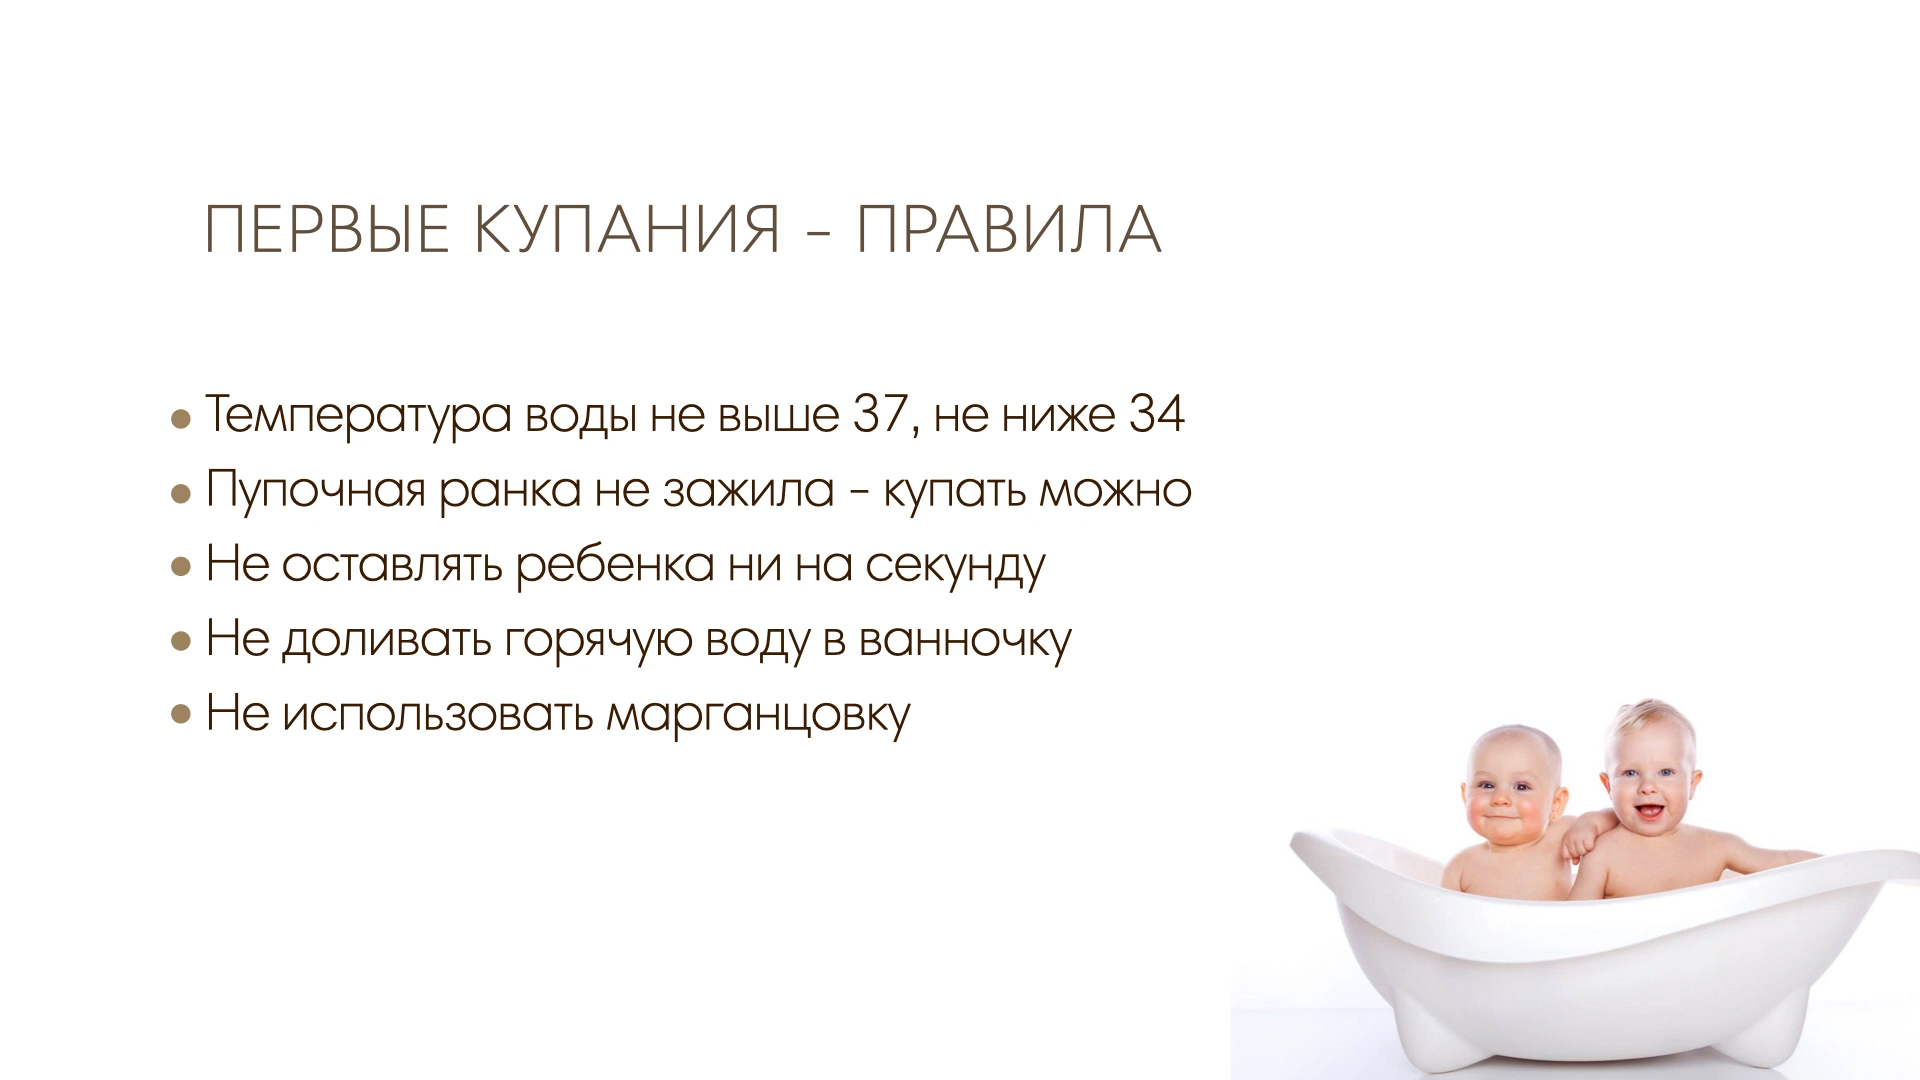 ПЕРВЫЕ КУПАНИЯ – ПРАВИЛА
• Температура воды не выше 37, не ниже 34
• Пупочная ранка не зажила – купать можно
• Не оставлять ребенка ни на секунду
• Не доливать горячую воду в ванночку
• Не использовать марганцовку